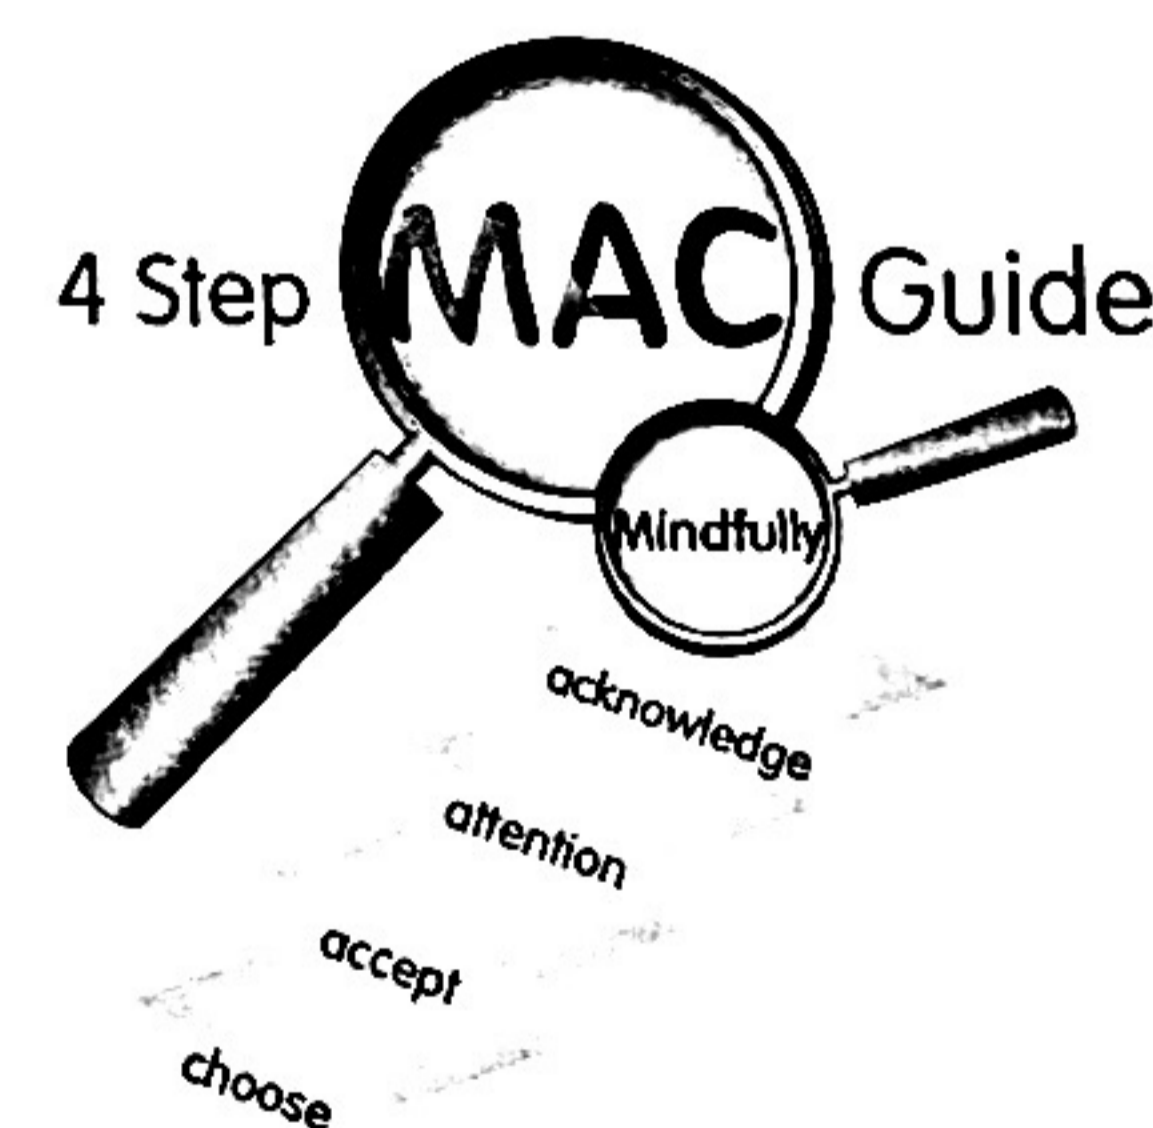 4 Step MAC Guide
Mindfully
acknowledge
attention
accept
choose